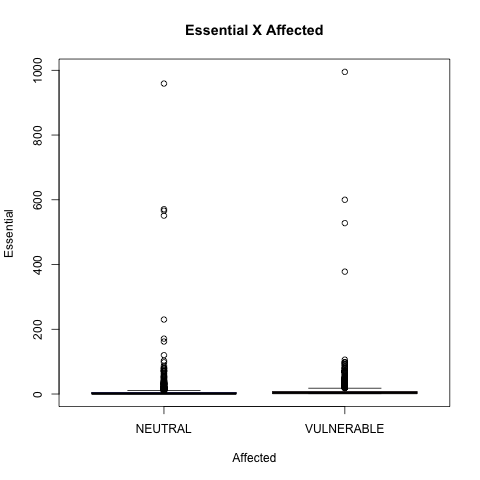 Essential X Affected
1000
800
600
400
200
0
Essential
NEUTRAL
VULNERABLE
Affected